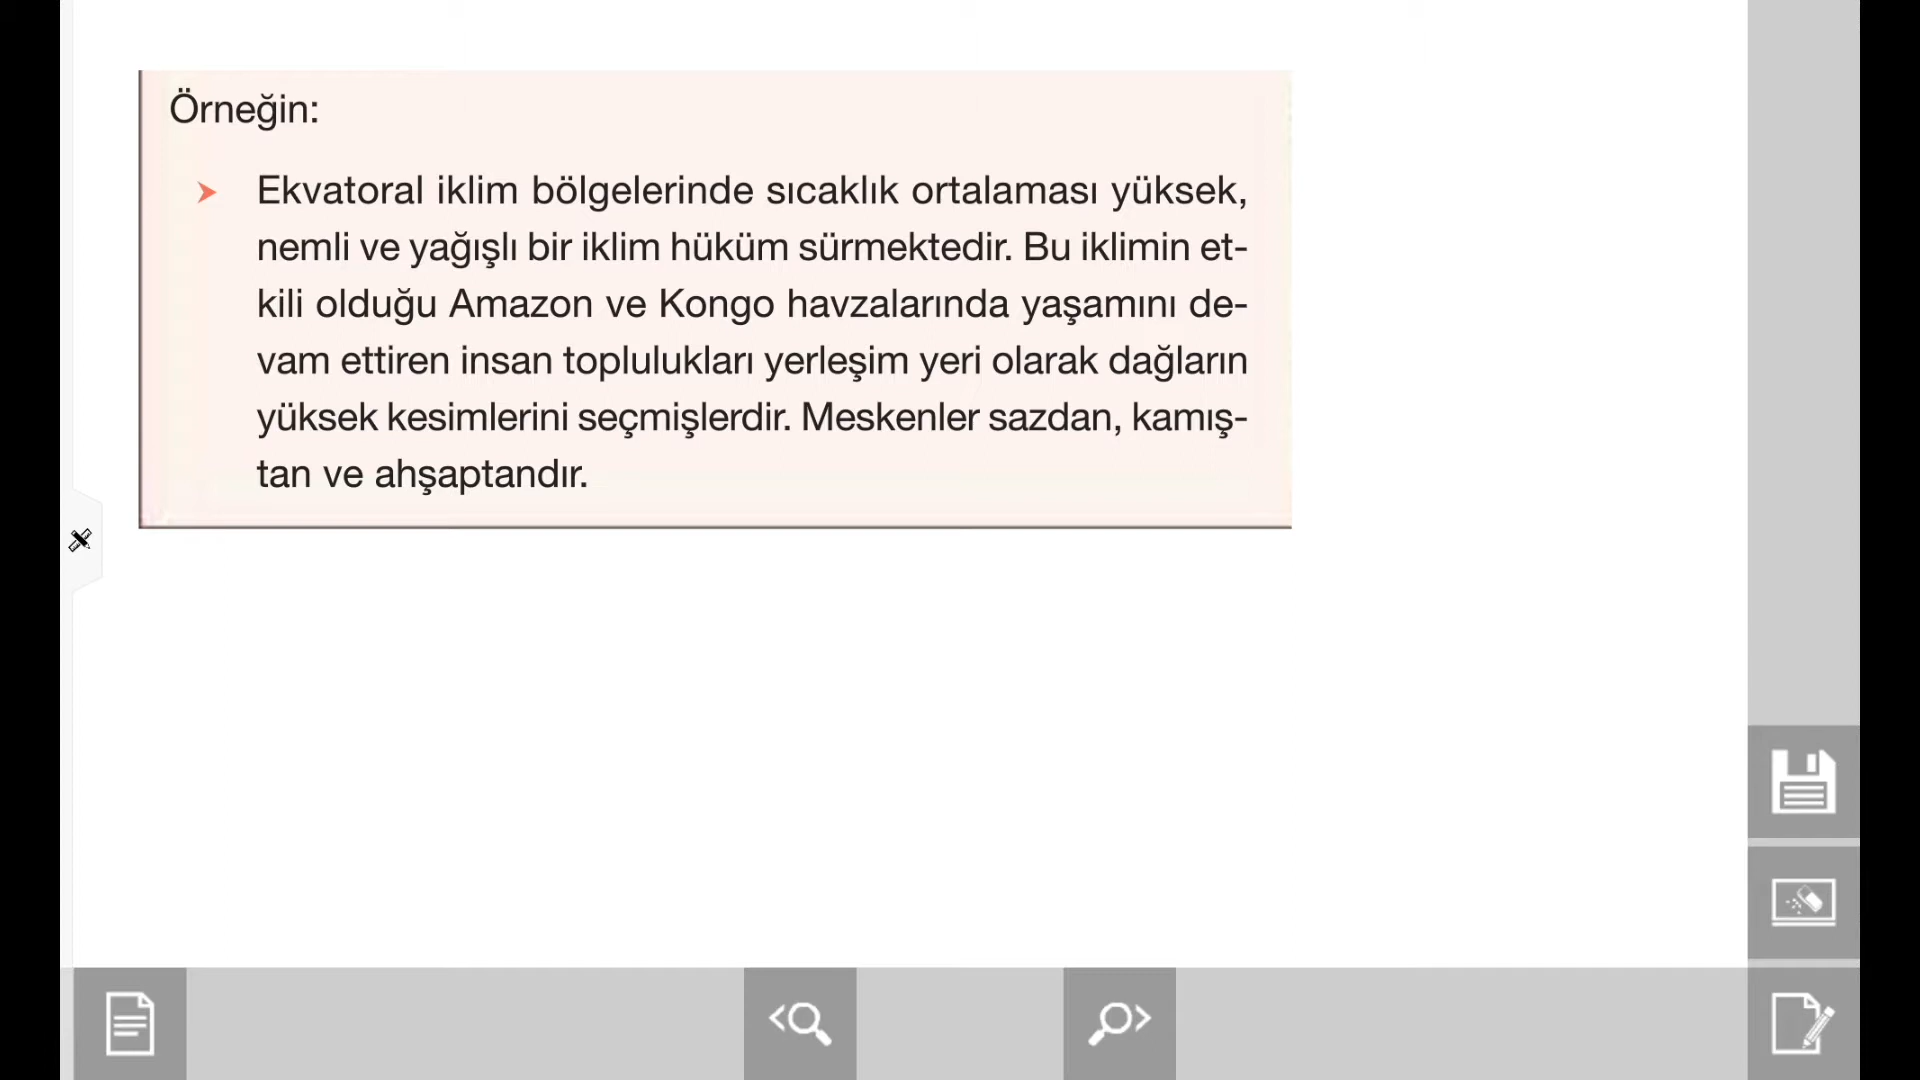 Örneğin:
Ekvatoral iklim bölgelerinde sıcaklık ortalaması yüksek,
nemli ve yağışlı bir iklim hüküm sürmektedir. Bu iklimin et-
kili olduğu Amazon ve Kongo havzalarında yaşamını de-
vam ettiren insan toplulukları yerleşim yeri olarak dağların
yüksek kesimlerini seçmişlerdir. Meskenler sazdan, kamış-
tan ve ahşaptandır.